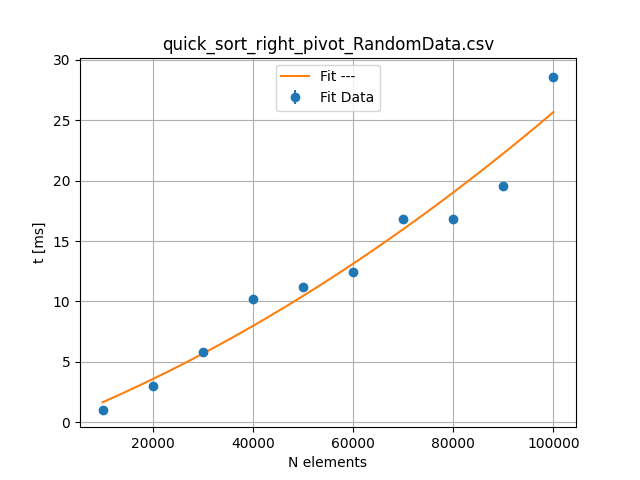 quick_sort_right_pivot_RandomData.csv
Fit ---
Fit Data
30
25
20
15
10
5
0
t [ms]
20000 40000 60000 80000 100000
N elements